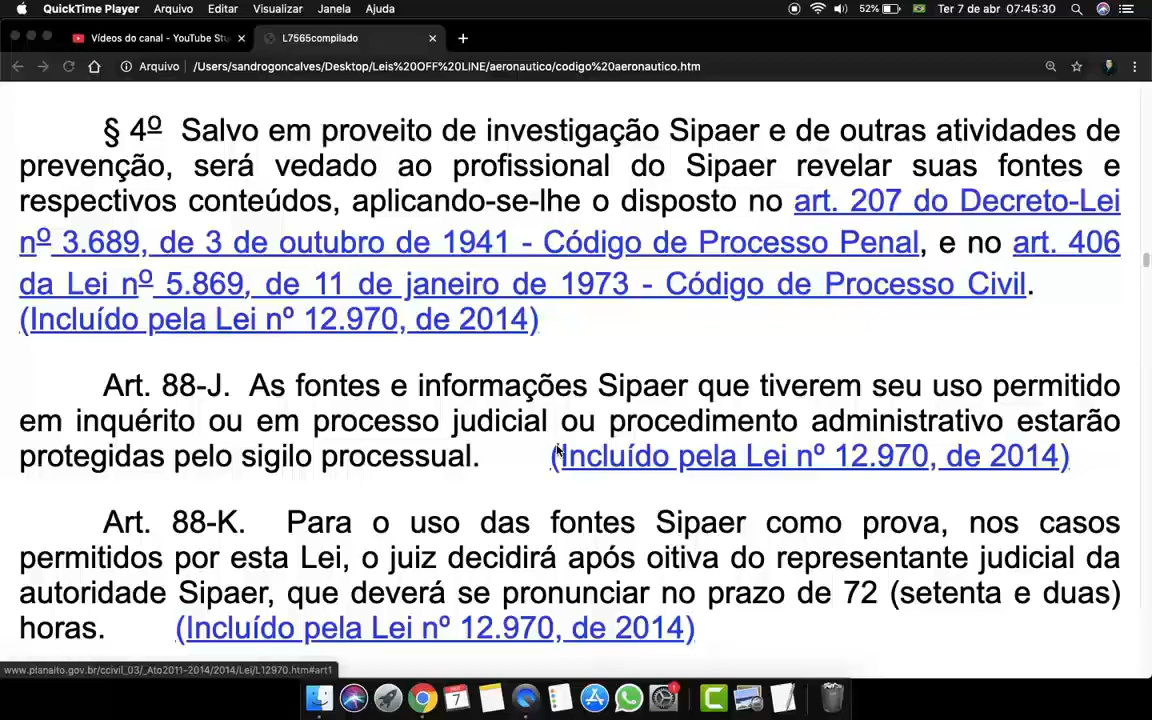 QuickTime Player Arquivo Editar Visualizar Janela Ajuda 52% Ter 7 de abr 07:45:30
Vídeos do canal - YouTube Stu L7565compilado
Arquivo /Users/sandrogoncalves/Desktop/Leis%20OFF%20LINE/aeronautico/codigo%20aeronautico.htm
§ 4º Salvo em proveito de investigação Sipaer e de outras atividades de
prevenção, será vedado ao profissional do Sipaer revelar suas fontes e
respectivos conteúdos, aplicando-se-lhe o disposto no art. 207 do Decreto-Lei
nº 3.689, de 3 de outubro de 1941 - Código de Processo Penal, e no art. 406
da Lei nº 5.869, de 11 de janeiro de 1973 - Código de Processo Civil.
(Incluído pela Lei nº 12.970, de 2014)
Art. 88-J. As fontes e informações Sipaer que tiverem seu uso permitido
em inquérito ou em processo judicial ou procedimento administrativo estarão
protegidas pelo sigilo processual. (Incluído pela Lei nº 12.970, de 2014)
Art. 88-K. Para o uso das fontes Sipaer como prova, nos casos
permitidos por esta Lei, o juiz decidirá após oitiva do representante judicial da
autoridade Sipaer, que deverá se pronunciar no prazo de 72 (setenta e duas)
horas. (Incluído pela Lei nº 12.970, de 2014)
www.planalto.gov.br/ccivil_03/_Ato2011-2014/2014/Lei/L12970.htm#art1
7
1